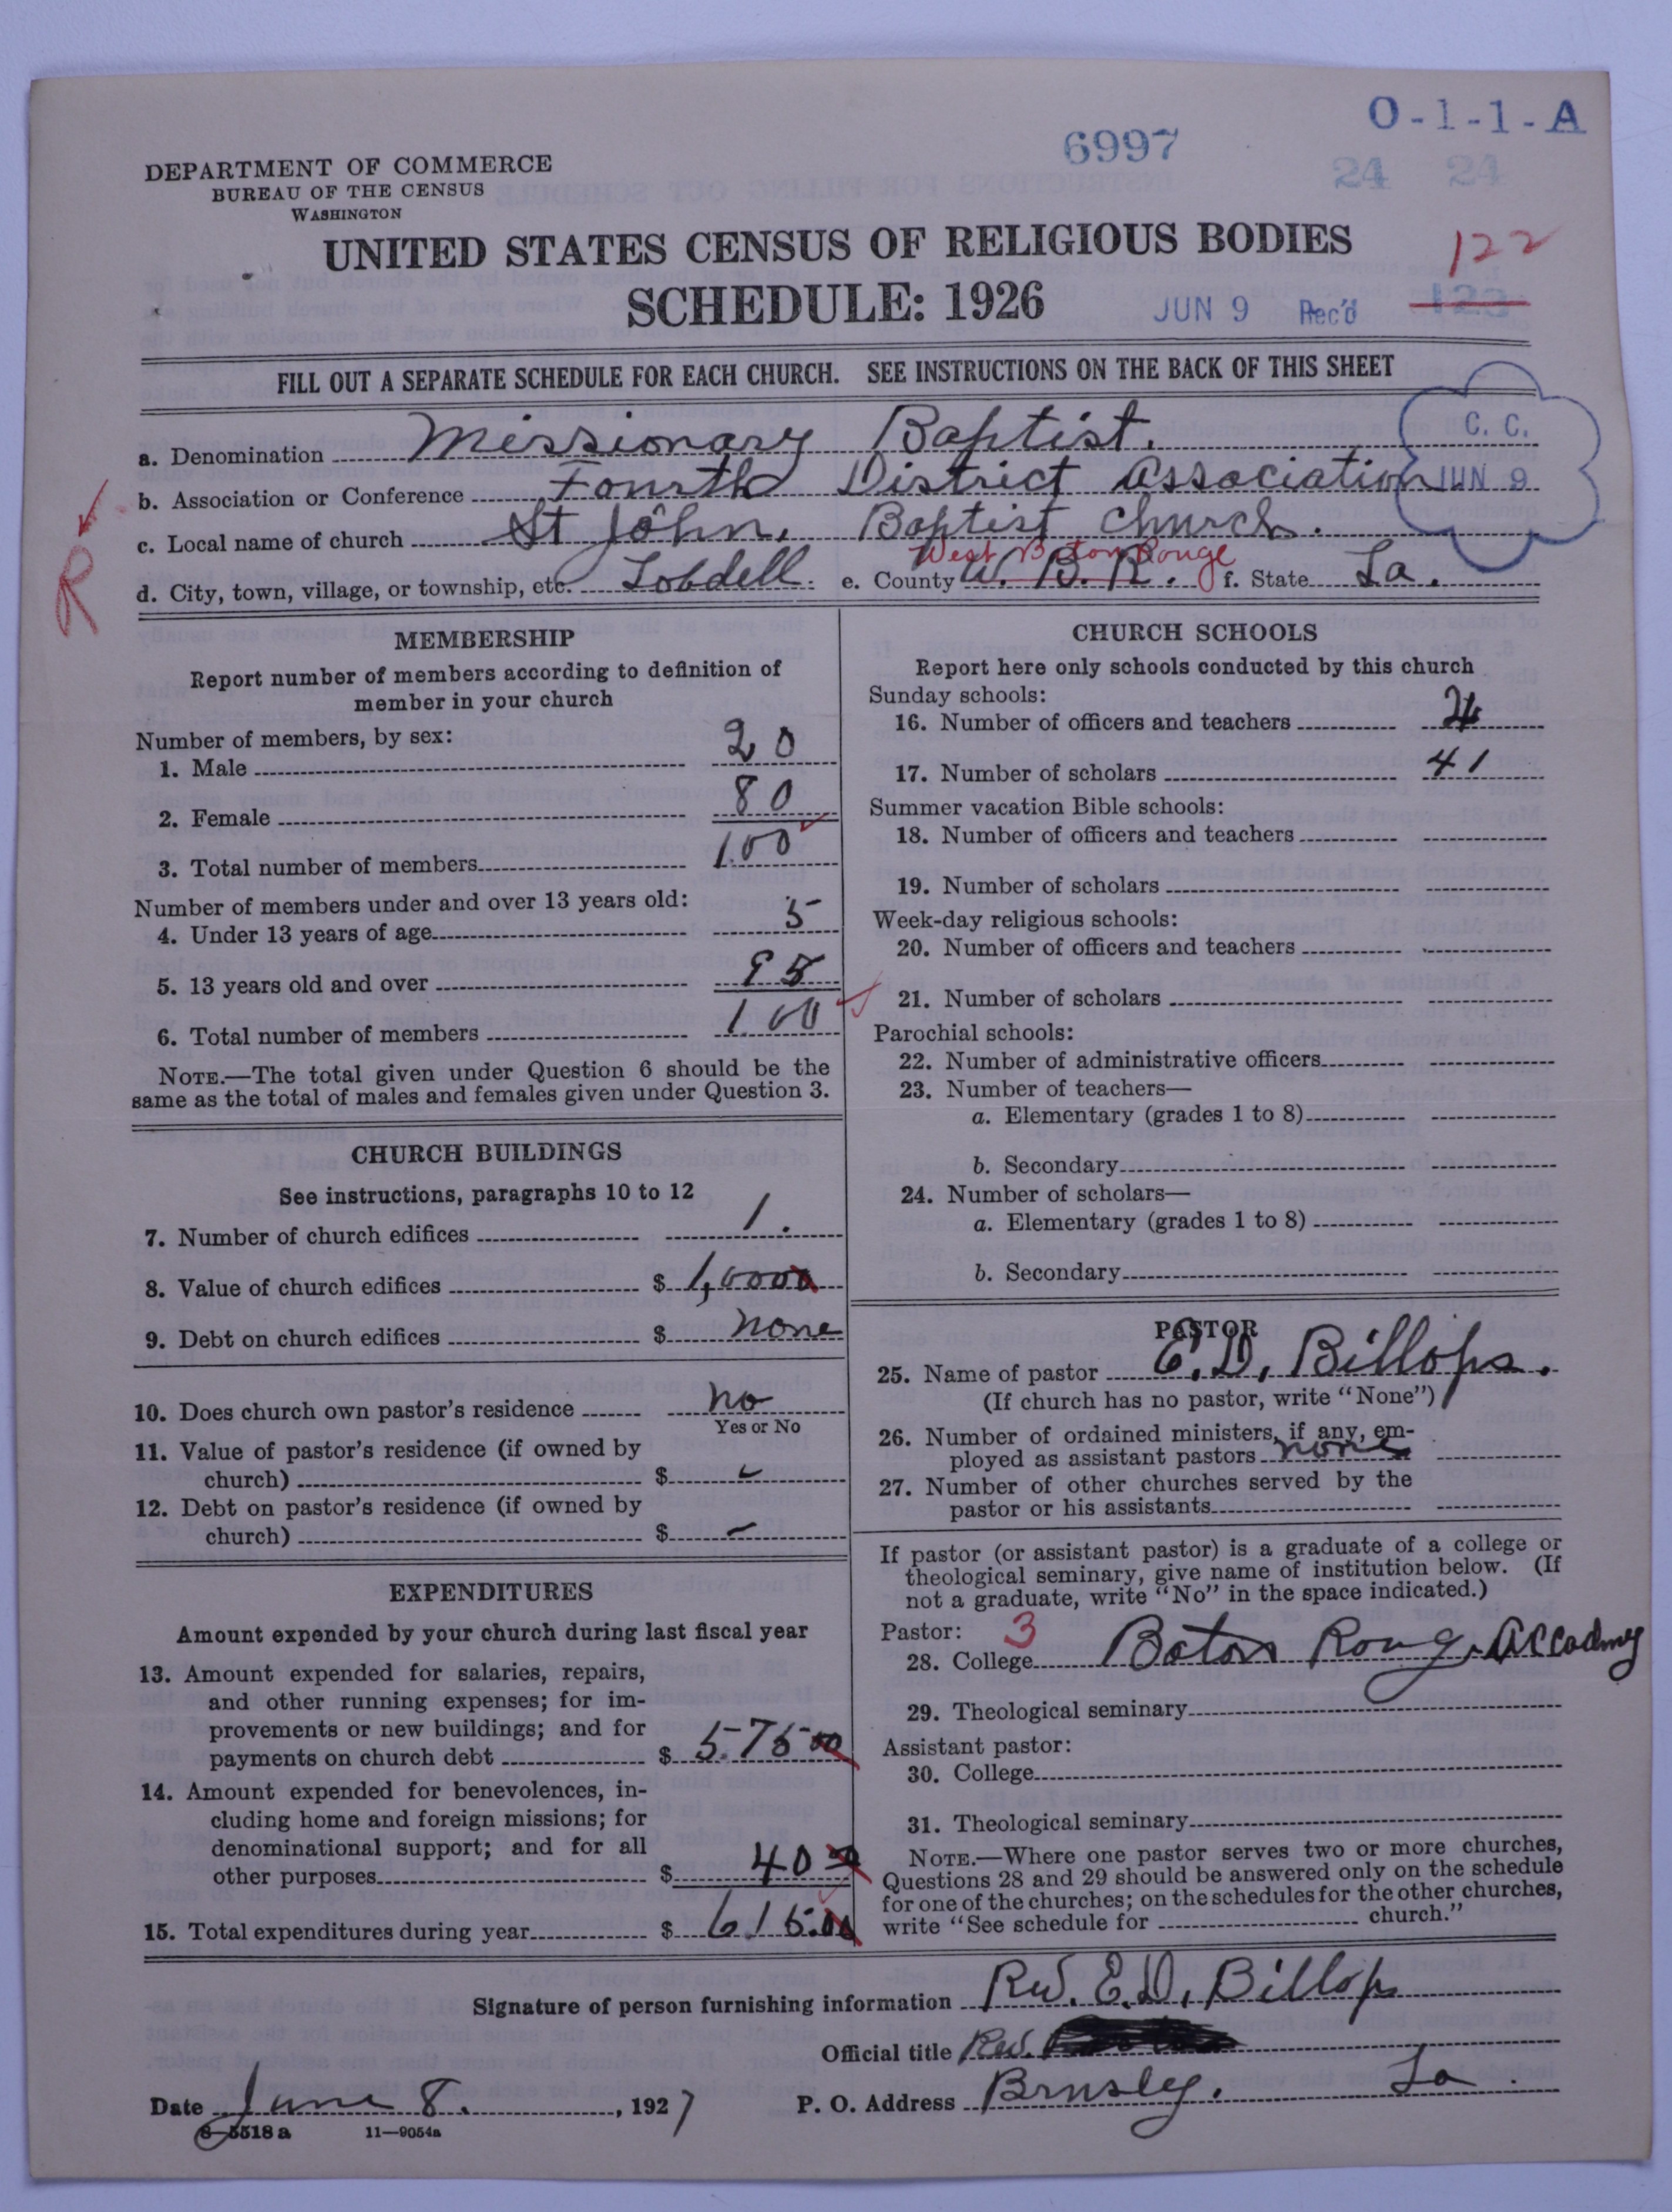 O-1-1-A
6997
24 24
DEPARTMENT OF COMMERCE
BUREAU OF THE CENSUS
WASHINGTON
UNITED STATES CENSUS OF RELIGIOUS BODIES
122
SCHEDULE: 1926
JUN 9 Rec'd
123
FILL OUT A SEPARATE SCHEDULE FOR EACH CHURCH. SEE INSTRUCTIONS ON THE BACK OF THIS SHEET
C. C.
JUN 9
a. Denomination Missionary Baptist.
b. Association or Conference Fourth District Association
c. Local name of church St John, Baptist Church.
R
West Baton Rouge
d. City, town, village, or township, etc. Lobdell. e. County W. B. R. f. State La.
MEMBERSHIP
Report number of members according to definition of
member in your church
Number of members, by sex:
1. Male 20
2. Female 80
3. Total number of members 100
Number of members under and over 13 years old:
4. Under 13 years of age 5
5. 13 years old and over 95
6. Total number of members 100
NOTE.—The total given under Question 6 should be the
same as the total of males and females given under Question 3.
CHURCH BUILDINGS
See instructions, paragraphs 10 to 12
7. Number of church edifices 1.
8. Value of church edifices $ 1,000
9. Debt on church edifices $ none
10. Does church own pastor's residence no
Yes or No
11. Value of pastor's residence (if owned by
church) $ -
12. Debt on pastor's residence (if owned by
church) $ -
EXPENDITURES
Amount expended by your church during last fiscal year
13. Amount expended for salaries, repairs,
and other running expenses; for im-
provements or new buildings; and for
payments on church debt $ 575 00
14. Amount expended for benevolences, in-
cluding home and foreign missions; for
denominational support; and for all
other purposes $ 40 00
15. Total expenditures during year $ 615.00
CHURCH SCHOOLS
Report here only schools conducted by this church
Sunday schools:
16. Number of officers and teachers
17. Number of scholars 41
Summer vacation Bible schools:
18. Number of officers and teachers
19. Number of scholars
Week-day religious schools:
20. Number of officers and teachers
21. Number of scholars
Parochial schools:
22. Number of administrative officers
23. Number of teachers—
a. Elementary (grades 1 to 8)
b. Secondary
24. Number of scholars—
a. Elementary (grades 1 to 8)
b. Secondary
PASTOR
25. Name of pastor E. D. Billops.
(If church has no pastor, write "None")
26. Number of ordained ministers, if any, em-
ployed as assistant pastors none
27. Number of other churches served by the
pastor or his assistants
If pastor (or assistant pastor) is a graduate of a college or
theological seminary, give name of institution below. (If
not a graduate, write "No" in the space indicated.)
Pastor: 3
28. College Baton Roug. Accadmy
29. Theological seminary
Assistant pastor:
30. College
31. Theological seminary
NOTE.—Where one pastor serves two or more churches,
Questions 28 and 29 should be answered only on the schedule
for one of the churches; on the schedules for the other churches,
write "See schedule for church."
Signature of person furnishing information Rev. E. D. Billops
Official title Rev.
Date June 8. , 1927 P. O. Address Brusley. La.
8—5518a 11—9054a